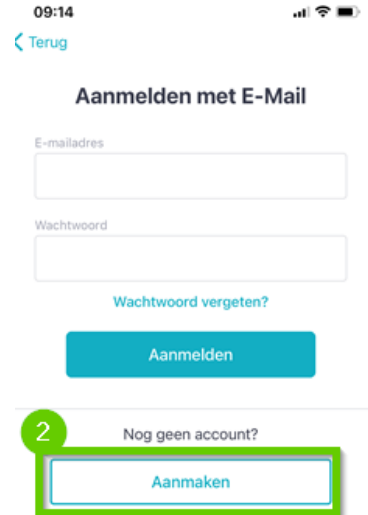 09:14
Terug
Aanmelden met E-Mail
E-mailadres
Wachtwoord
Wachtwoord vergeten?
Aanmelden
2
Nog geen account?
Aanmaken